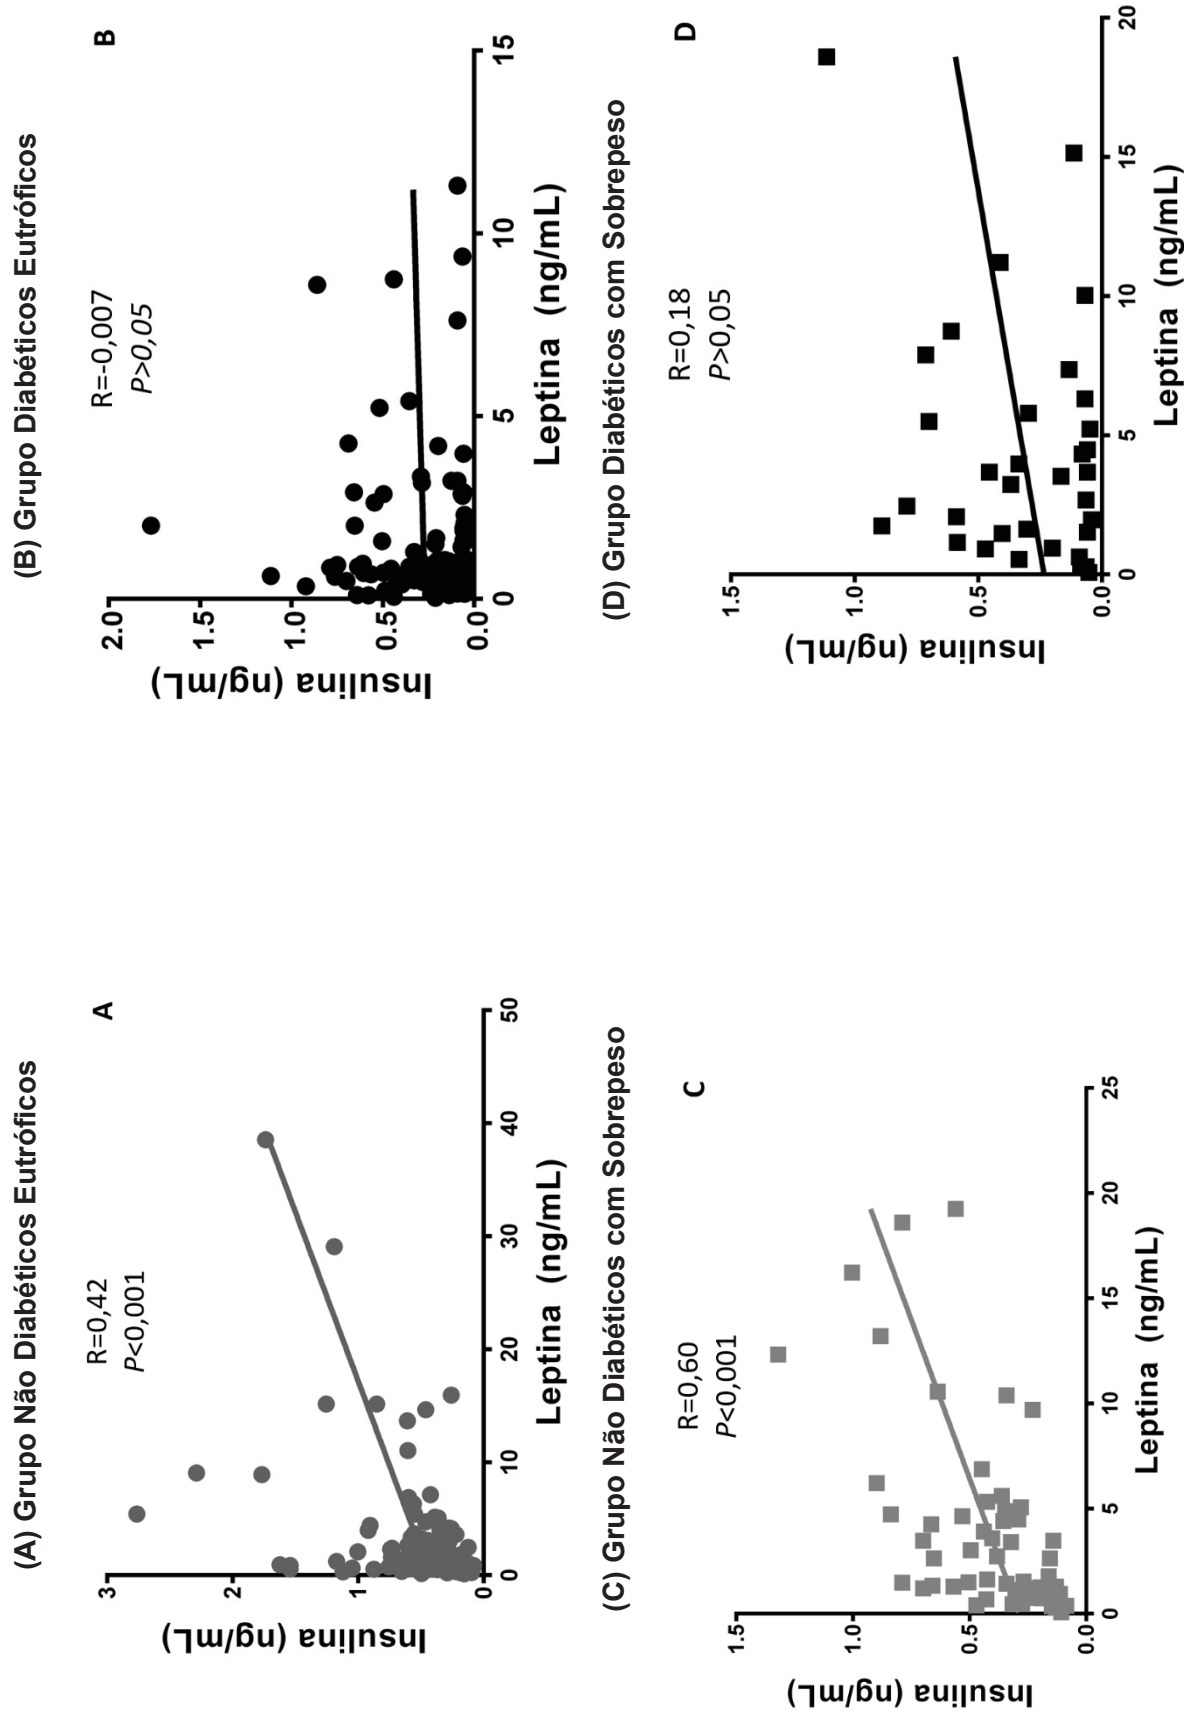 (A) Grupo Não Diabéticos Eutróficos
A
R=0,42
P<0,001
Insulina (ng/mL)
3
2
1
0
0
10
20
30
40
50
Leptina (ng/mL)
(B) Grupo Diabéticos Eutróficos
B
R=-0,007
P>0,05
Insulina (ng/mL)
2.0
1.5
1.0
0.5
0.0
0
5
10
15
Leptina (ng/mL)
(C) Grupo Não Diabéticos com Sobrepeso
C
R=0,60
P<0,001
Insulina (ng/mL)
1.5
1.0
0.5
0.0
0
5
10
15
20
25
Leptina (ng/mL)
(D) Grupo Diabéticos com Sobrepeso
D
R=0,18
P>0,05
Insulina (ng/mL)
1.5
1.0
0.5
0.0
0
5
10
15
20
Leptina (ng/mL)